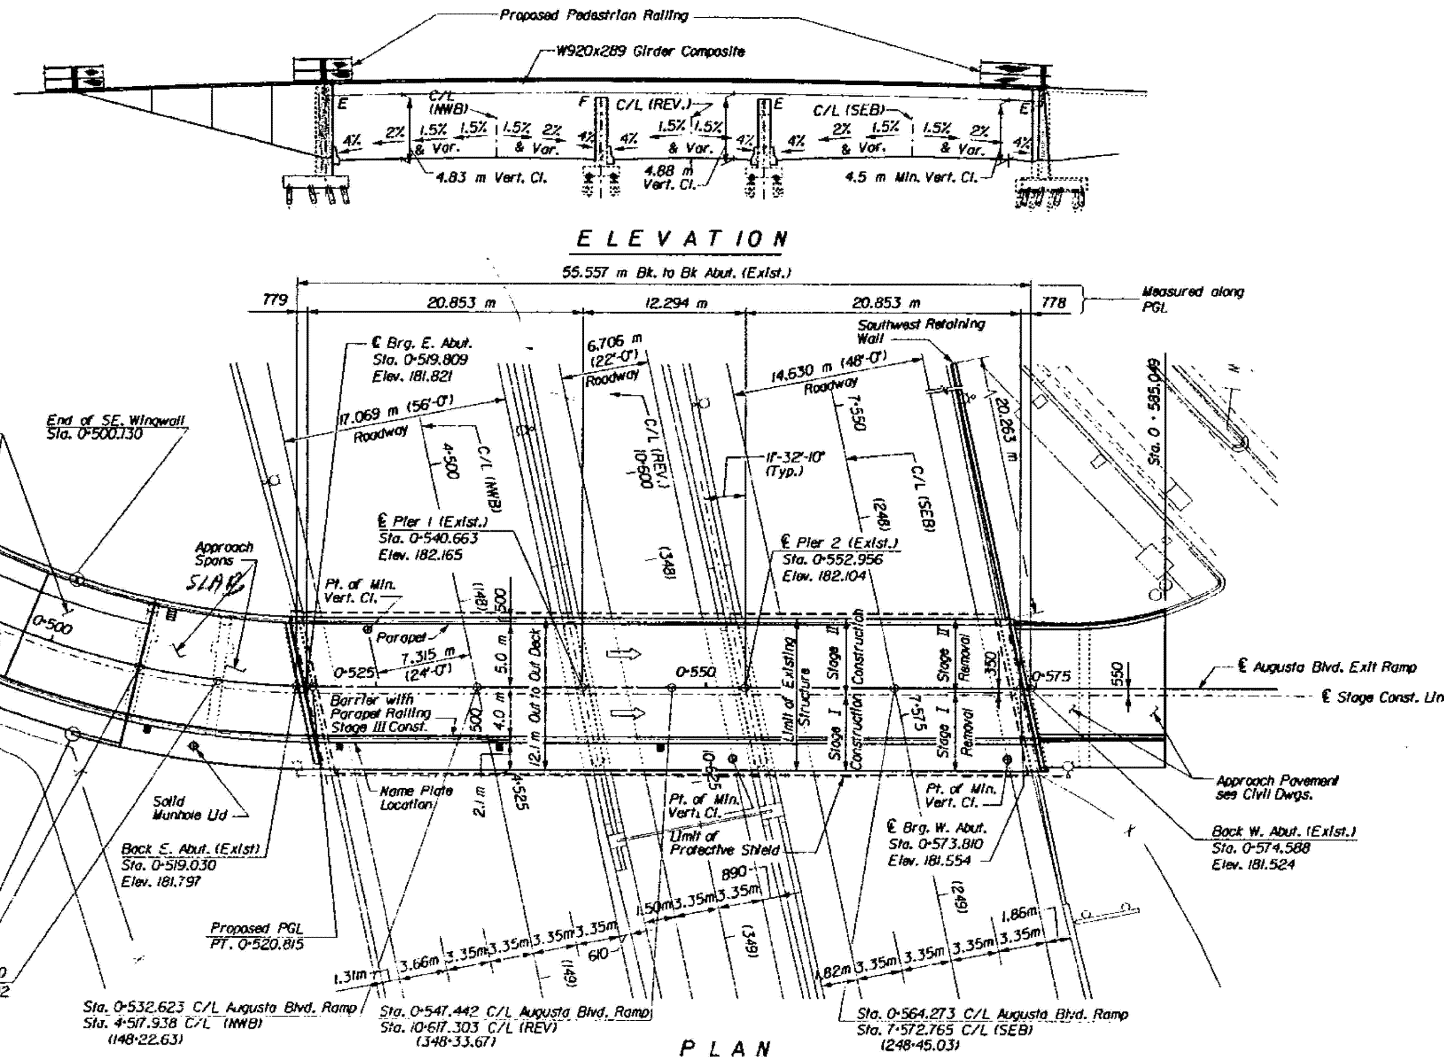 Proposed Pedestrian Railing
W920x289 Girder Composite
E
C/L
(NWB)
F
C/L (REV.)
E
C/L (SEB)
E
4%
2%
1.5%
1.5%
1.5%
2%
4%
4%
1.5%
1.5%
4%
4%
2%
1.5%
1.5%
2%
4%
& Var.
& Var.
& Var.
& Var.
& Var.
4.83 m Vert. Cl.
4.88 m
Vert. Cl.
4.5 m Min. Vert. Cl.
ELEVATION
55.557 m Bk. to Bk Abut. (Exist.)
779
20.853 m
12.294 m
20.853 m
778
Measured along
PGL
℄ Brg. E. Abut.
Sta. 0+519.809
Elev. 181.821
6.706 m
(22'-0")
Roadway
Southwest Retaining
Wall
14.630 m (48'-0")
Roadway
17.069 m (56'-0")
Roadway
20.263 m
Sta. 0+585.049
N
End of SE. Wingwall
Sta. 0+500.130
4+500
C/L (NWB)
C/L (REV.)
10+600
7+550
C/L (SEB)
11°-32'-10"
(Typ.)
(248)
℄ Pier 1 (Exist.)
Sta. 0+540.663
Elev. 182.165
℄ Pier 2 (Exist.)
Sta. 0+552.956
Elev. 182.104
(348)
(148)
Approach
Spans
SLAB
Pt. of Min.
Vert. Cl.
Parapet
7.315 m
(24'-0")
500
5.0 m
12.1 m Out to Out Deck
4.0 m
500
0+500
0+525
0+550
0+575
Limit of Existing
Structure
Stage II
Construction
Stage I
Construction
Stage II
Removal
Stage I
Removal
350
550
℄ Augusta Blvd. Exit Ramp
℄ Stage Const. Lin
Barrier with
Parapet Railing
Stage III Const.
7+575
10+625
4+525
Solid
Manhole Lid
Name Plate
Location
Pt. of Min.
Vert. Cl.
Limit of
Protective Shield
Pt. of Min.
Vert. Cl.
Approach Pavement
see Civil Dwgs.
Back E. Abut. (Exist)
Sta. 0+519.030
Elev. 181.797
℄ Brg. W. Abut.
Sta. 0+573.810
Elev. 181.554
Back W. Abut. (Exist.)
Sta. 0+574.588
Elev. 181.524
Proposed PGL
PT. 0+520.815
890
1.31m
3.66m
3.35m
3.35m
3.35m
3.35m
610
1.50m
3.35m
3.35m
3.35m
1.82m
3.35m
3.35m
3.35m
3.35m
1.86m
(149)
(349)
(249)
Sta. 0+532.623 C/L Augusta Blvd. Ramp
Sta. 4+517.938 C/L (NWB)
(148+22.63)
Sta. 0+547.442 C/L Augusta Blvd. Ramp
Sta. 10+617.303 C/L (REV)
(348+33.67)
Sta. 0+564.273 C/L Augusta Blvd. Ramp
Sta. 7+572.765 C/L (SEB)
(248+45.03)
PLAN